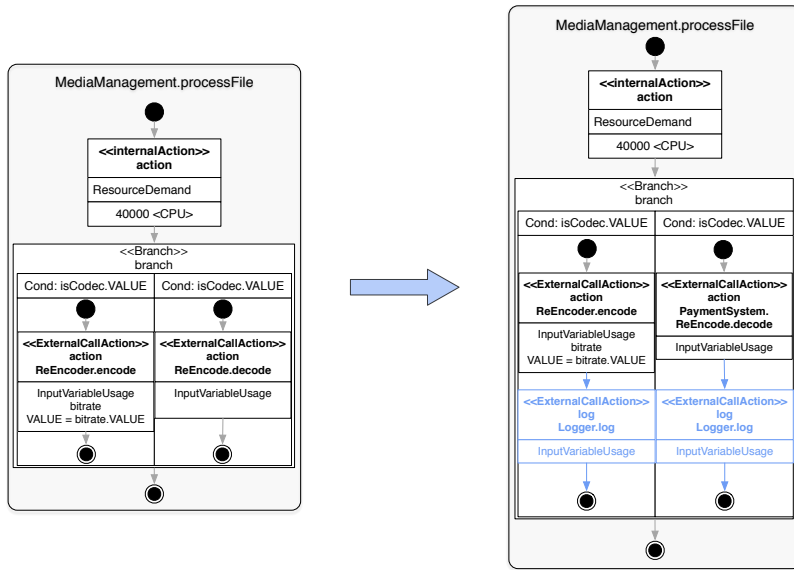 MediaManagement.processFile
<<internalAction>>
action
ResourceDemand
40000 <CPU>
<<Branch>>
branch
Cond: isCodec.VALUE
Cond: isCodec.VALUE
<<ExternalCallAction>>
action
ReEncoder.encode
InputVariableUsage
bitrate
VALUE = bitrate.VALUE
<<ExternalCallAction>>
action
ReEncode.decode
InputVariableUsage
MediaManagement.processFile
<<internalAction>>
action
ResourceDemand
40000 <CPU>
<<Branch>>
branch
Cond: isCodec.VALUE
Cond: isCodec.VALUE
<<ExternalCallAction>>
action
ReEncoder.encode
InputVariableUsage
bitrate
VALUE = bitrate.VALUE
<<ExternalCallAction>>
log
Logger.log
InputVariableUsage
<<ExternalCallAction>>
action
PaymentSystem.
ReEncode.decode
InputVariableUsage
<<ExternalCallAction>>
log
Logger.log
InputVariableUsage